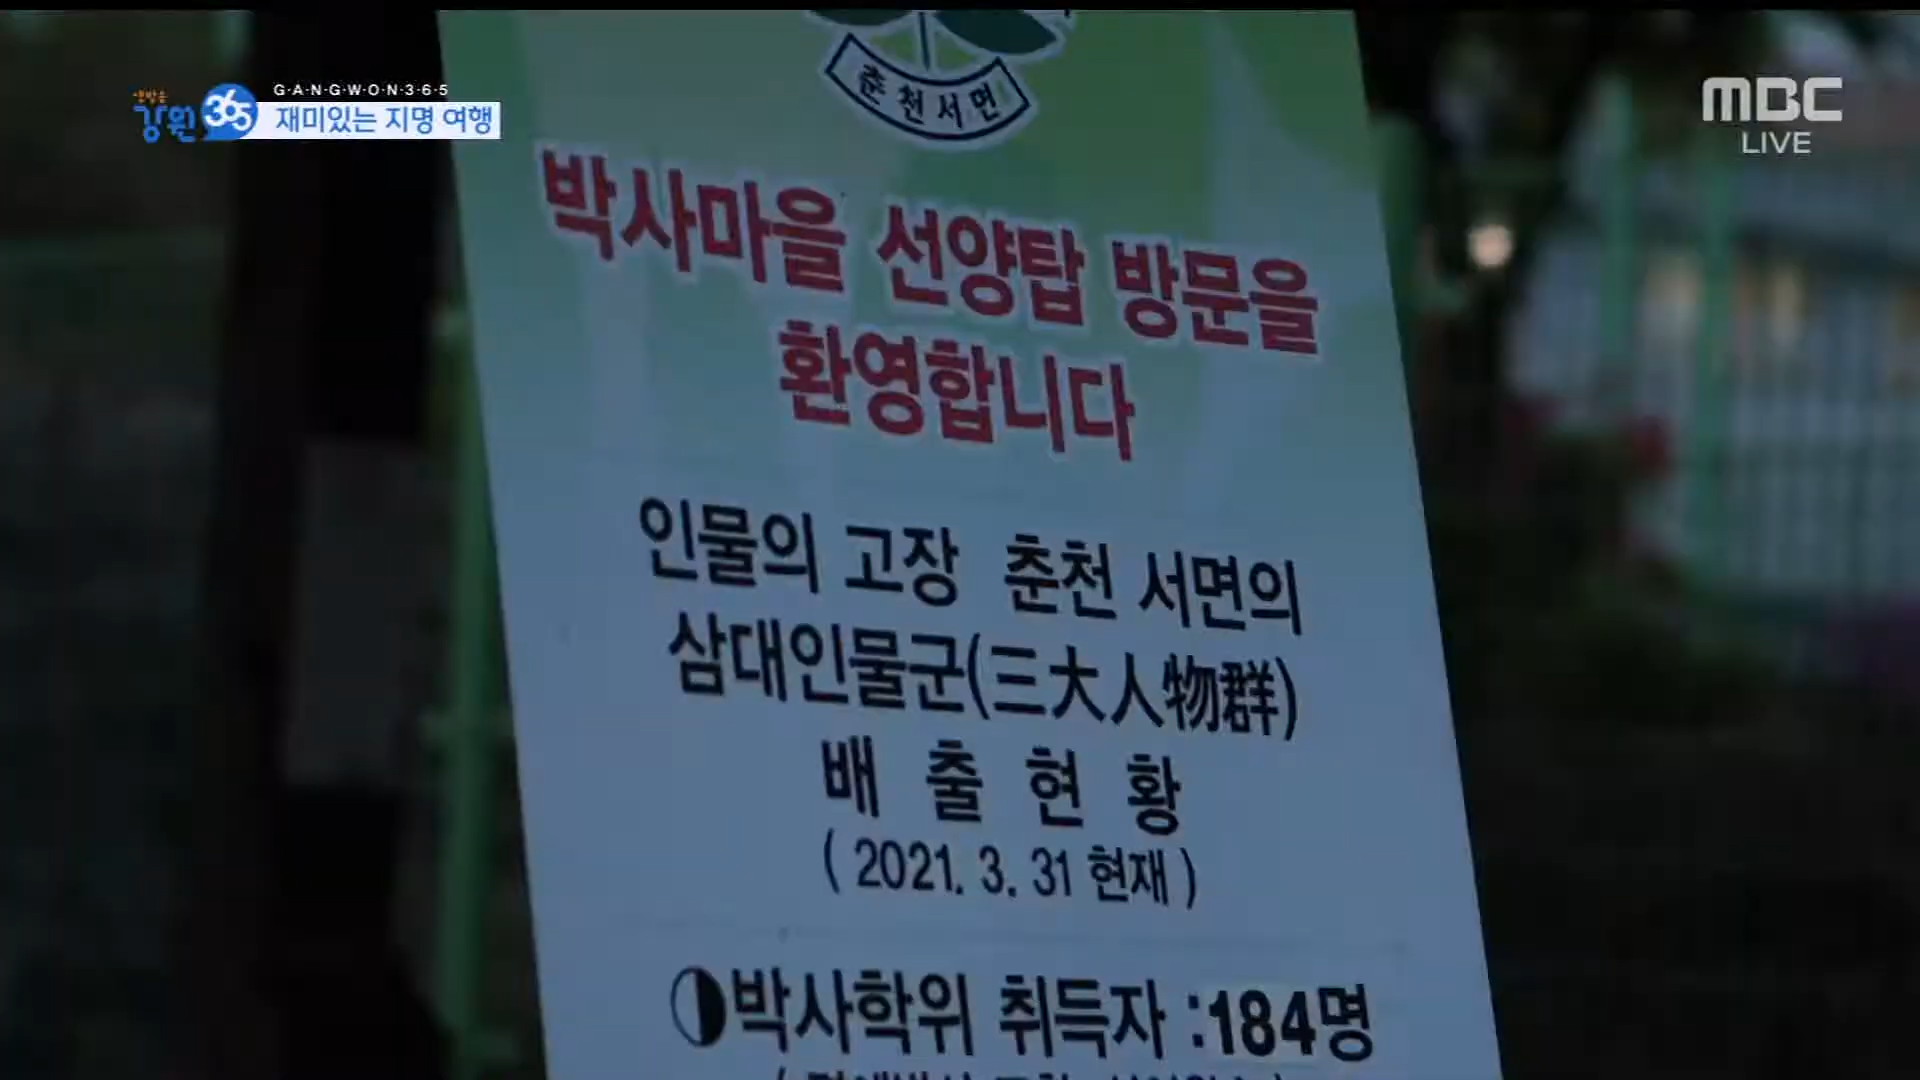 G·A·N·G·W·O·N·3·6·5
생방송
강원 365
재미있는 지명 여행
MBC
LIVE
춘천서면
박사마을 선양탑 방문을
환영합니다
인물의 고장 춘천 서면의
삼대인물군(三大人物群)
배 출 현 황
( 2021. 3. 31 현재 )
박사학위 취득자 :184명